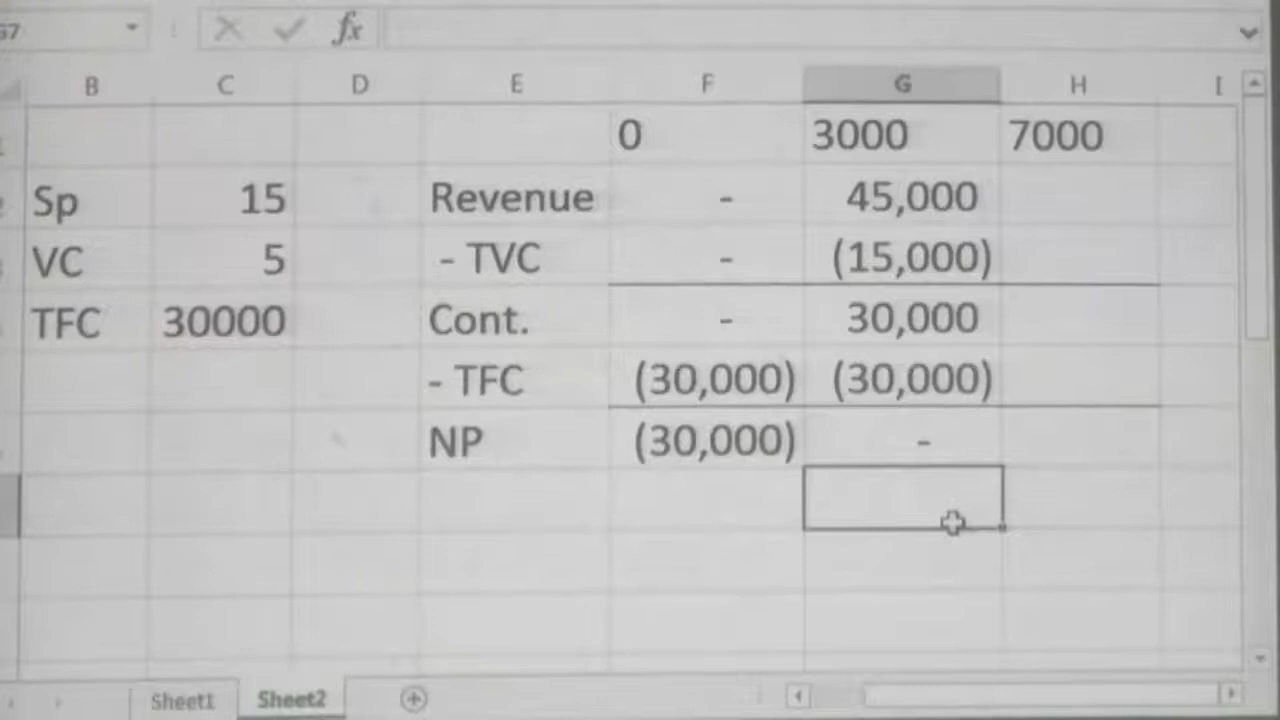 G7 fx
B C D E F G H I
0 3000 7000
Sp 15 Revenue - 45,000
VC 5 - TVC - (15,000)
TFC 30000 Cont. - 30,000
- TFC (30,000) (30,000)
NP (30,000) -
Sheet1 Sheet2